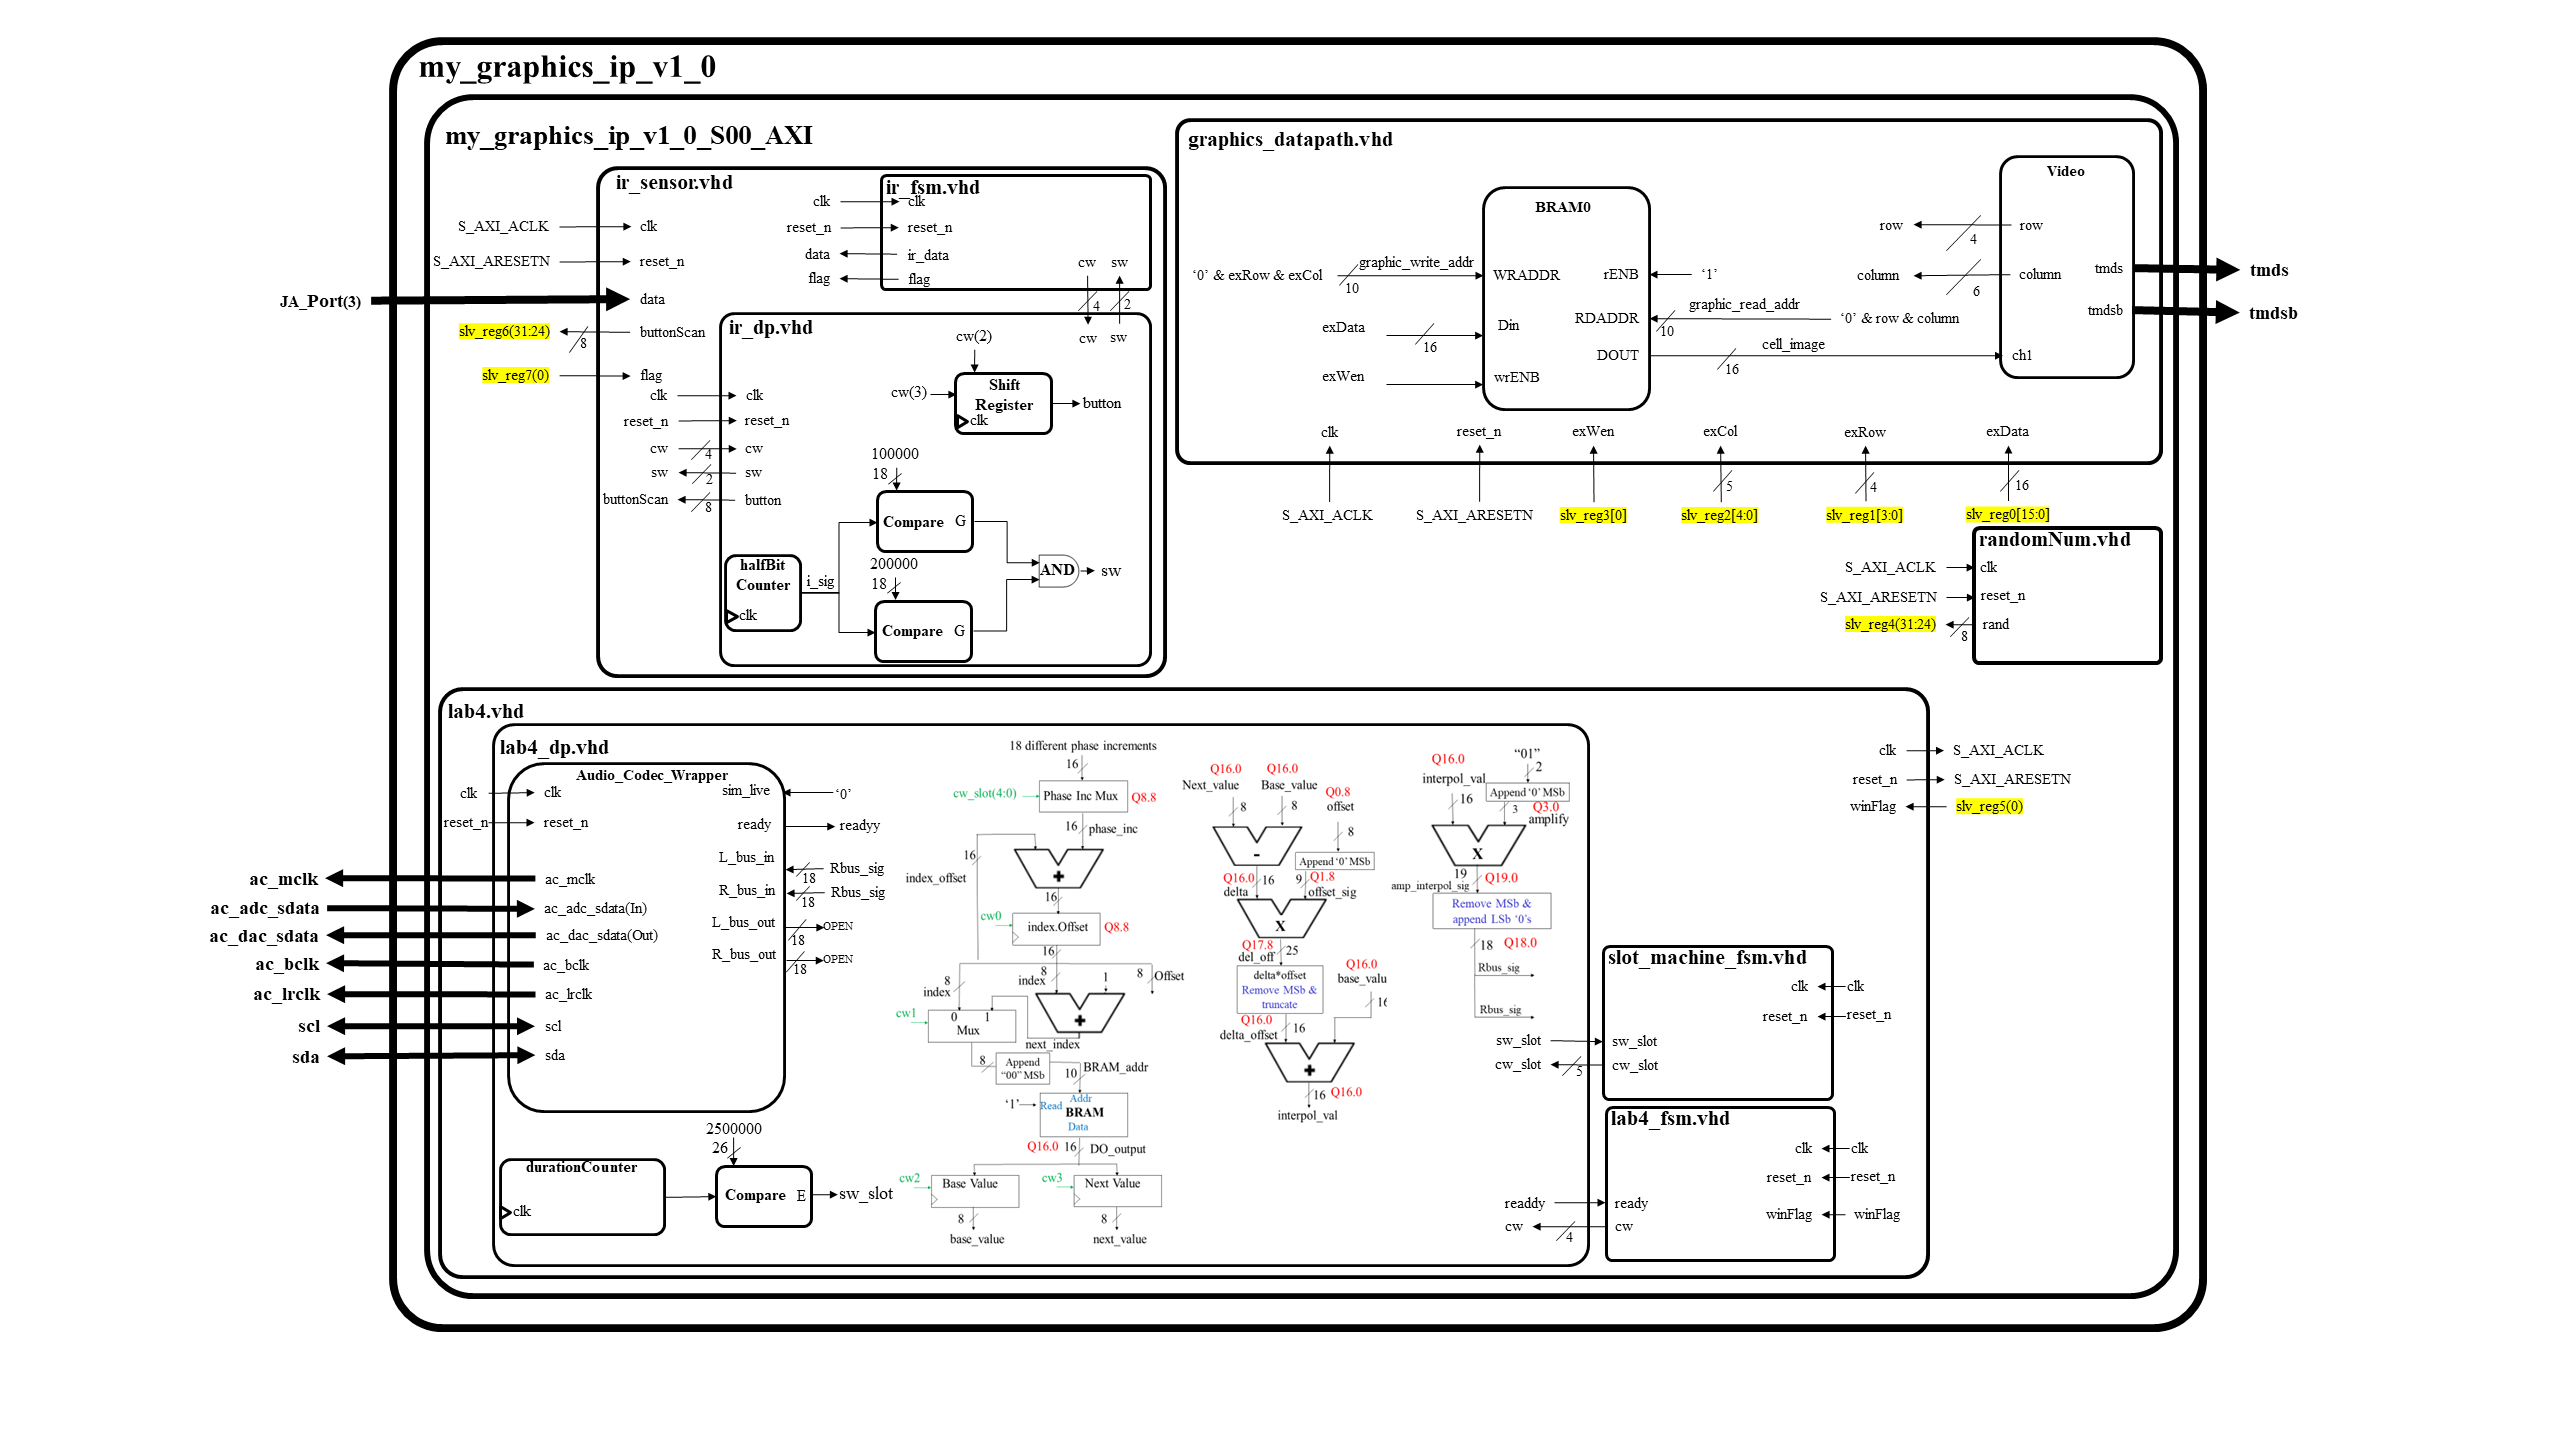 my_graphics_ip_v1_0
my_graphics_ip_v1_0_S00_AXI
ir_sensor.vhd
S_AXI_ACLK
clk
S_AXI_ARESETN
reset_n
JA_Port(3)
data
slv_reg6(31:24)
8
buttonScan
slv_reg7(0)
flag
clk
reset_n
cw
4
sw
2
buttonScan
8
ir_fsm.vhd
clk
clk
reset_n
reset_n
data
ir_data
flag
flag
cw
sw
4
2
cw
sw
ir_dp.vhd
clk
reset_n
cw
sw
button
cw(2)
cw(3)
Shift
Register
clk
button
100000
18
Compare
G
200000
18
Compare
G
halfBit
Counter
clk
i_sig
AND
sw
graphics_datapath.vhd
‘0’ & exRow & exCol
graphic_write_addr
10
exData
16
exWen
BRAM0
WRADDR
rENB
Din
RDADDR
DOUT
wrENB
‘1’
graphic_read_addr
10
‘0’ & row & column
cell_image
16
Video
row
4
row
column
6
column
tmds
tmdsb
ch1
tmds
tmdsb
clk
reset_n
exWen
exCol
exRow
exData
5
4
16
S_AXI_ACLK
S_AXI_ARESETN
slv_reg3[0]
slv_reg2[4:0]
slv_reg1[3:0]
slv_reg0[15:0]
randomNum.vhd
S_AXI_ACLK
clk
S_AXI_ARESETN
reset_n
slv_reg4(31:24)
8
rand
lab4.vhd
lab4_dp.vhd
Audio_Codec_Wrapper
clk
clk
reset_n
reset_n
ac_mclk
ac_mclk
ac_adc_sdata
ac_adc_sdata(In)
ac_dac_sdata
ac_dac_sdata(Out)
ac_bclk
ac_bclk
ac_lrclk
ac_lrclk
scl
scl
sda
sda
sim_live
‘0’
ready
readyy
L_bus_in
18
Rbus_sig
R_bus_in
18
Rbus_sig
L_bus_out
18
OPEN
R_bus_out
18
OPEN
durationCounter
clk
2500000
26
Compare
E
sw_slot
18 different phase increments
16
cw_slot(4:0)
Phase Inc Mux
Q8.8
16
phase_inc
16
index_offset
16
cw0
index.Offset
Q8.8
16
8
index
8
index
1
8
Offset
cw1
0
1
Mux
next_index
8
Append
“00” MSb
10
BRAM_addr
‘1’
Read
Addr
BRAM
Data
Q16.0
16
DO_output
cw2
Base Value
cw3
Next Value
8
8
base_value
next_value
Q16.0
Q16.0
Next_value
Base_value
Q0.8
offset
8
8
8
-
Append ‘0’ MSb
Q16.0
16
9
Q1.8
delta
offset_sig
X
Q17.8
25
del_off
delta*offset
Remove MSb &
truncate
Q16.0
base_valu
16
Q16.0
16
delta_offset
16
Q16.0
interpol_val
Q16.0
“01”
2
interpol_val
Append ‘0’ MSb
16
3
Q3.0
amplify
X
19
Q19.0
amp_interpol_sig
Remove MSb &
append LSb ‘0’s
18
Q18.0
Rbus_sig
Rbus_sig
clk
S_AXI_ACLK
reset_n
S_AXI_ARESETN
winFlag
slv_reg5(0)
slot_machine_fsm.vhd
clk
clk
reset_n
reset_n
sw_slot
sw_slot
cw_slot
5
cw_slot
lab4_fsm.vhd
clk
clk
reset_n
reset_n
winFlag
winFlag
readdy
ready
cw
4
cw